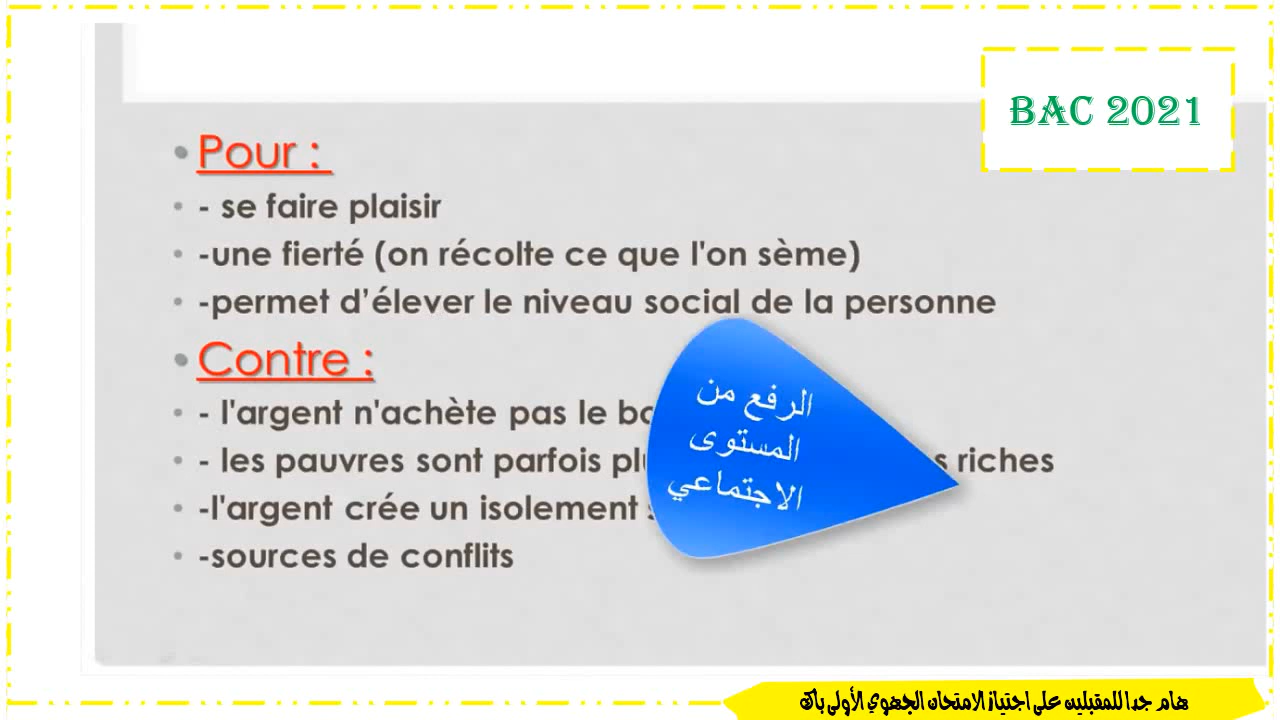 BAC 2021
• Pour :
• - se faire plaisir
• -une fierté (on récolte ce que l'on sème)
• -permet d’élever le niveau social de la personne
• Contre :
• - l'argent n'achète pas le
• - les pauvres sont parfois riches
• -l'argent crée un isolement
• -sources de conflits
الرفع من
المستوى
الاجتماعي
هام جدا للمقبلين على اجتياز الامتحان الجهوي الأولى باك